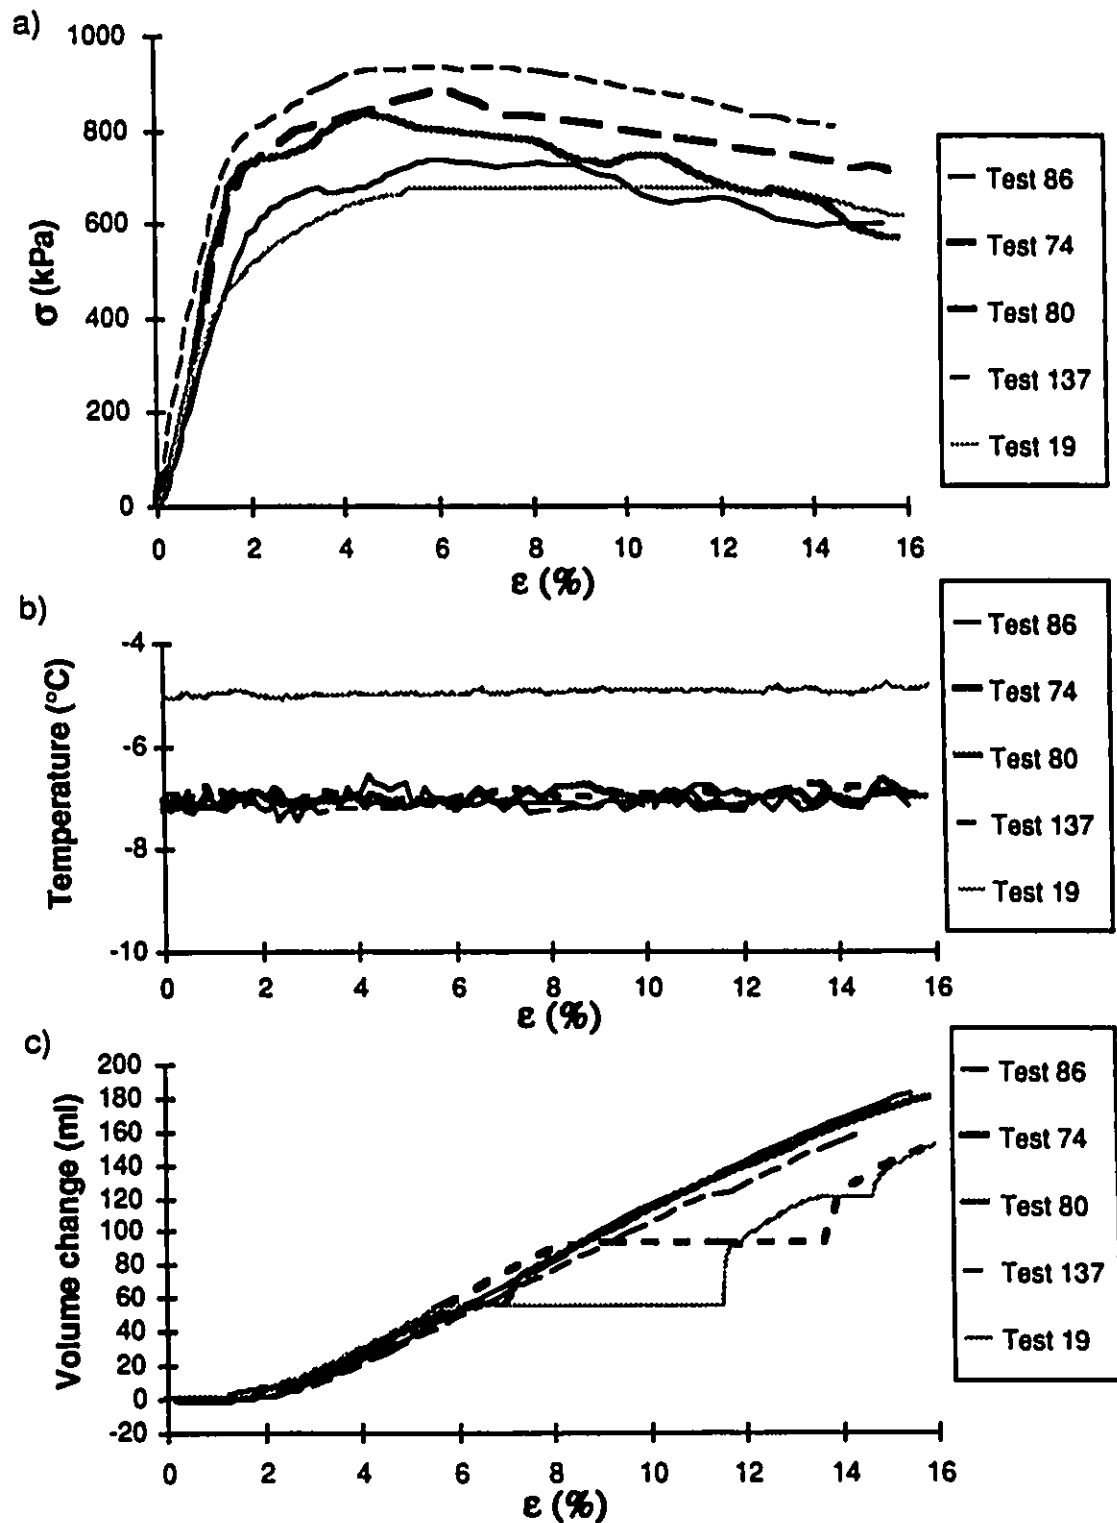 a)
1000
800
600
400
200
0
σ (kPa)
0 2 4 6 8 10 12 14 16
ε (%)
Test 86
Test 74
Test 80
Test 137
Test 19
b)
-4
-6
-8
-10
Temperature (°C)
0 2 4 6 8 10 12 14 16
ε (%)
Test 86
Test 74
Test 80
Test 137
Test 19
c)
200
180
160
140
120
100
80
60
40
20
0
-20
Volume change (ml)
0 2 4 6 8 10 12 14 16
ε (%)
Test 86
Test 74
Test 80
Test 137
Test 19